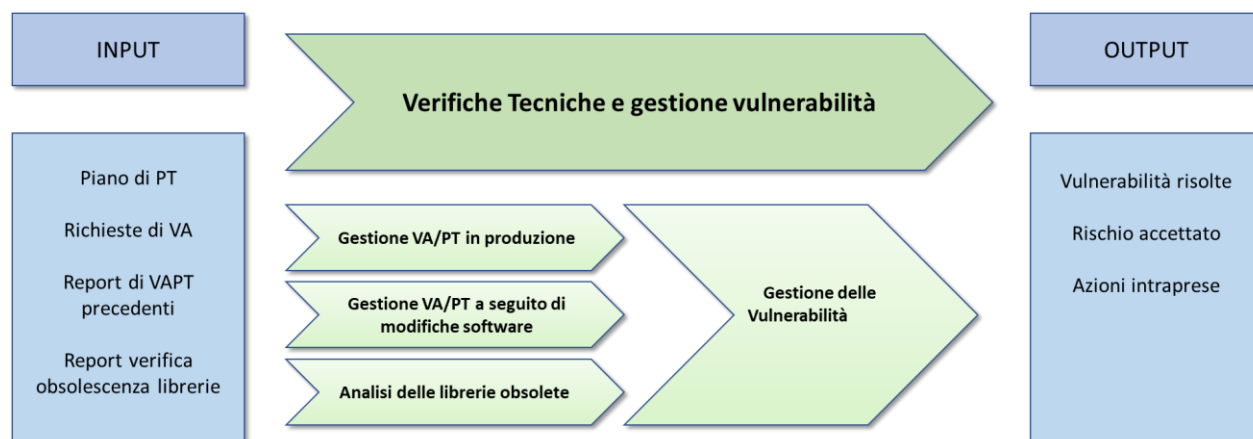 INPUT
Piano di PT
Richieste di VA
Report di VAPT
precedenti
Report verifica
obsolescenza librerie
Verifiche Tecniche e gestione vulnerabilità
Gestione VA/PT in produzione
Gestione VA/PT a seguito di
modifiche software
Analisi delle librerie obsolete
Gestione delle
Vulnerabilità
OUTPUT
Vulnerabilità risolte
Rischio accettato
Azioni intraprese